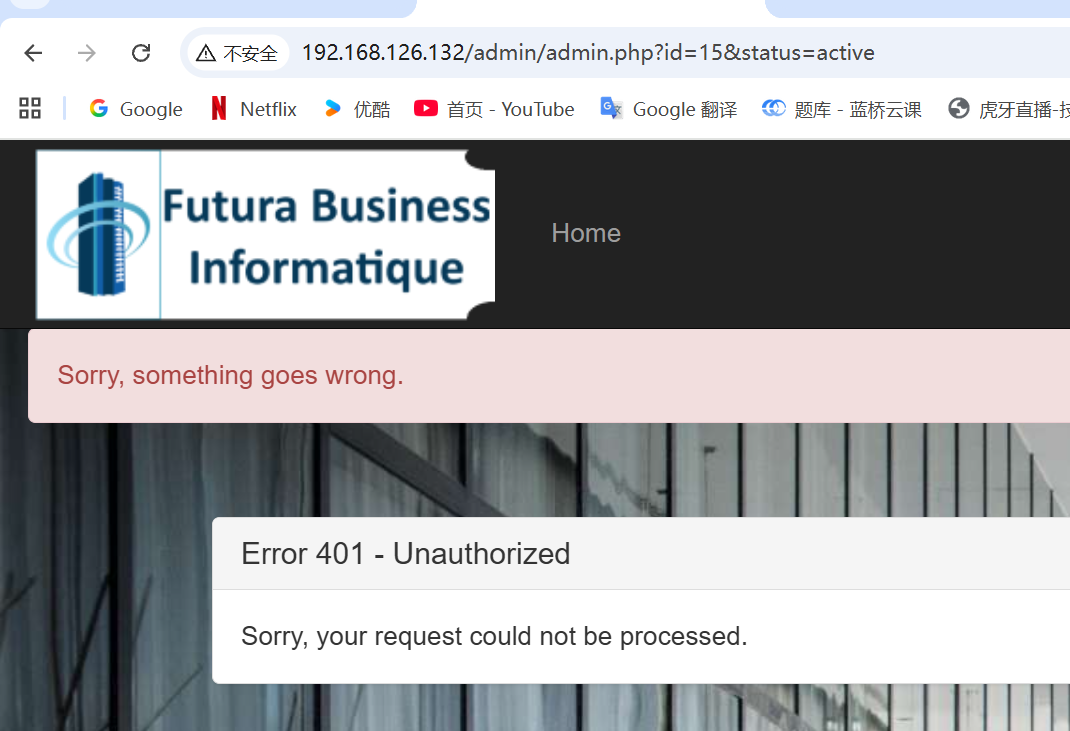 不安全 192.168.126.132/admin/admin.php?id=15&status=active
Google Netflix 优酷 首页 - YouTube Google 翻译 题库 - 蓝桥云课 虎牙直播-技
Futura Business
Informatique
Home
Sorry, something goes wrong.
Error 401 - Unauthorized
Sorry, your request could not be processed.